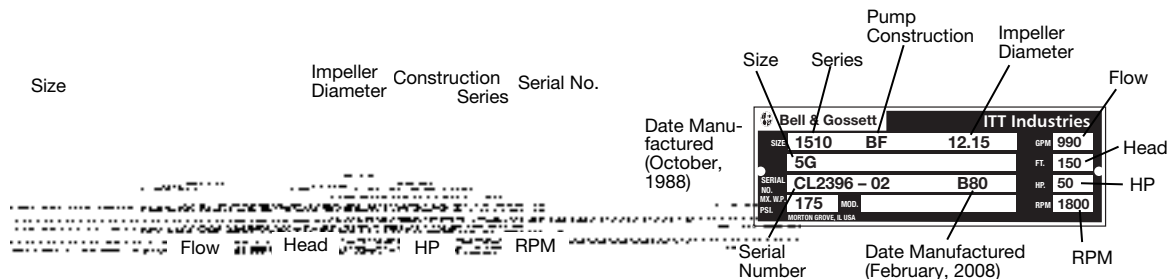 Size
Impeller
Diameter
Construction
Series
Serial No.
Date Manu-
factured
(October,
1988)
Flow
Head
HP
RPM
Pump
Construction
Impeller
Diameter
Size
Series
Flow
Bell & Gossett
ITT Industries
SIZE 1510 BF 12.15 GPM 990
Head
5G FT. 150
SERIAL NO. CL2396 – 02 B80 HP. 50
HP
MX. W.P. PSI. 175 MOD. RPM 1800
MORTON GROVE, IL USA
Serial
Number
Date Manufactured
(February, 2008)
RPM